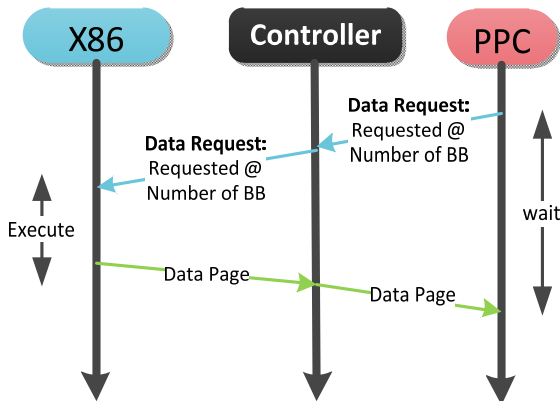 X86
Controller
PPC
Data Request:
Requested @
Number of BB
Data Request:
Requested @
Number of BB
wait
Execute
Data Page
Data Page